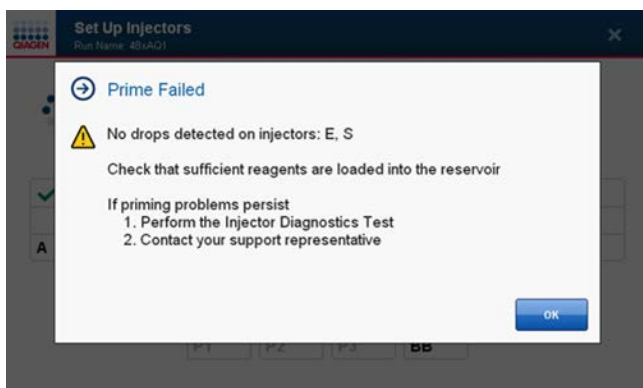 QIAGEN
Set Up Injectors
Run Name: 48xAQ1
Prime Failed
No drops detected on injectors: E, S
Check that sufficient reagents are loaded into the reservoir
If priming problems persist
1. Perform the Injector Diagnostics Test
2. Contact your support representative
A
OK
P1 P2 P3 BB